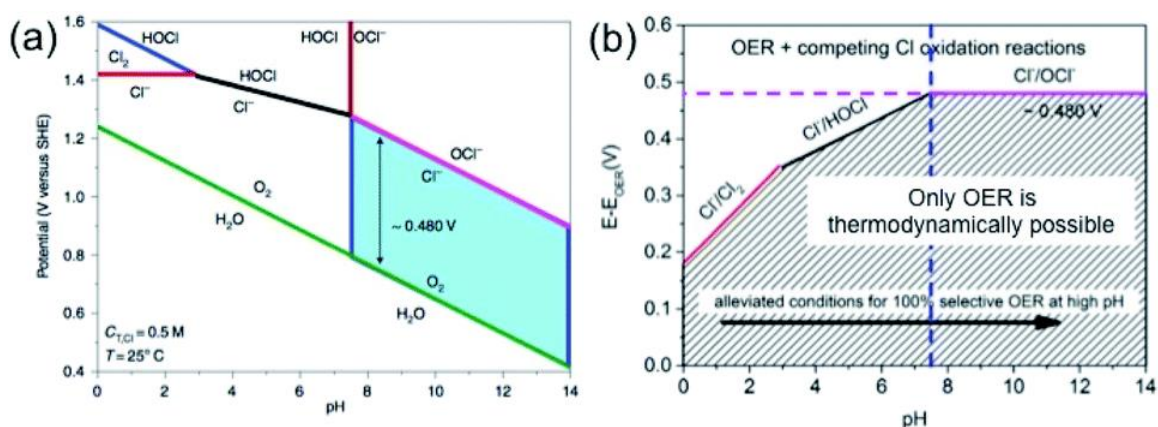 (a)
Potential (V versus SHE)
1.6
1.4
1.2
1.0
0.8
0.6
0.4
HOCl
Cl₂
Cl⁻
HOCl
Cl⁻
HOCl OCl⁻
OCl⁻
Cl⁻
O₂
H₂O
~ 0.480 V
O₂
H₂O
C_T,Cl = 0.5 M
T = 25° C
0 2 4 6 8 10 12 14
pH
(b)
E-E_OER(V)
0.6
0.5
0.4
0.3
0.2
0.1
0.0
OER + competing Cl oxidation reactions
Cl⁻/OCl⁻
~ 0.480 V
Cl⁻/HOCl
Cl⁻/Cl₂
Only OER is
thermodynamically possible
alleviated conditions for 100% selective OER at high pH
0 2 4 6 8 10 12 14
pH